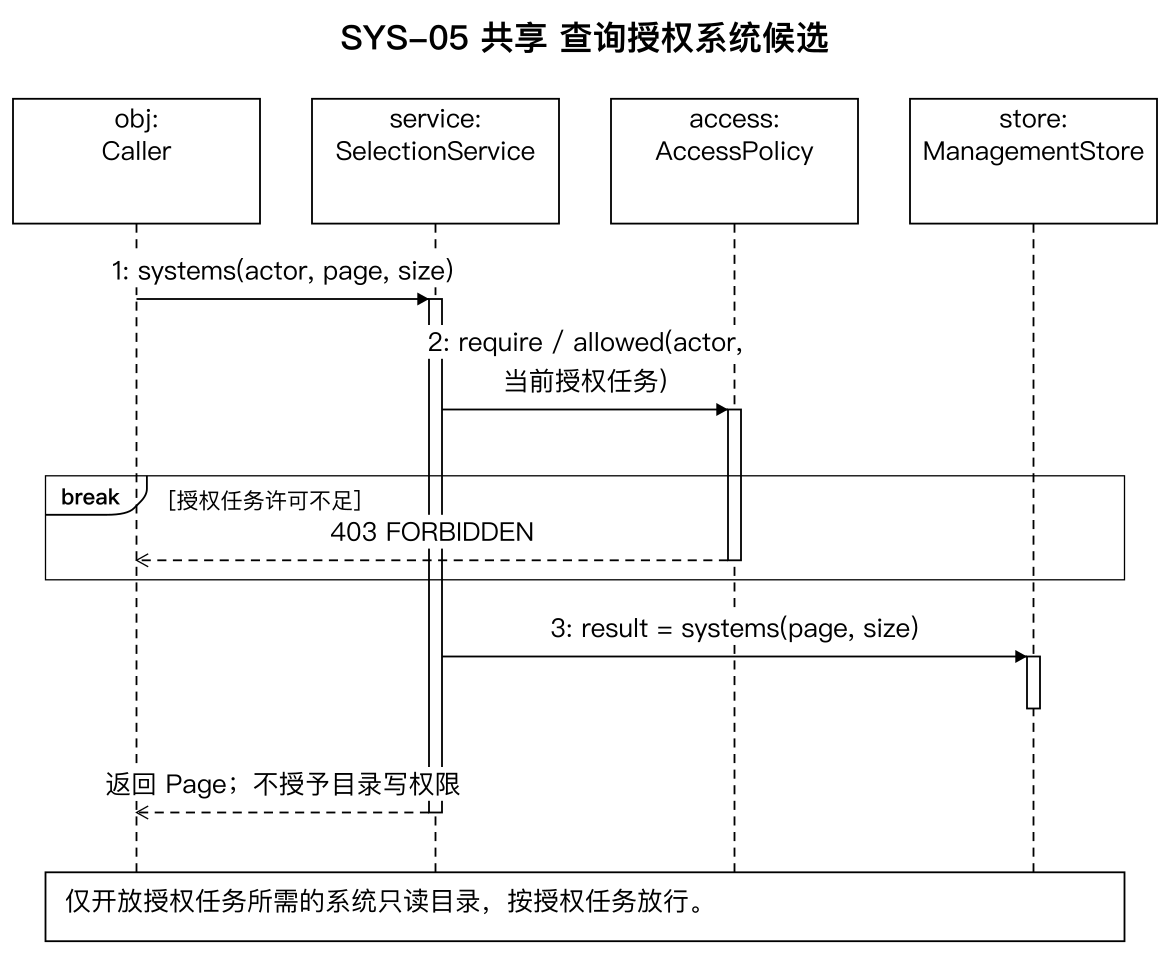 SYS-05 共享 查询授权系统候选
obj:
Caller
service:
SelectionService
access:
AccessPolicy
store:
ManagementStore
1: systems(actor, page, size)
2: require / allowed(actor,
当前授权任务)
break
[授权任务许可不足]
403 FORBIDDEN
3: result = systems(page, size)
返回 Page；不授予目录写权限
仅开放授权任务所需的系统只读目录，按授权任务放行。